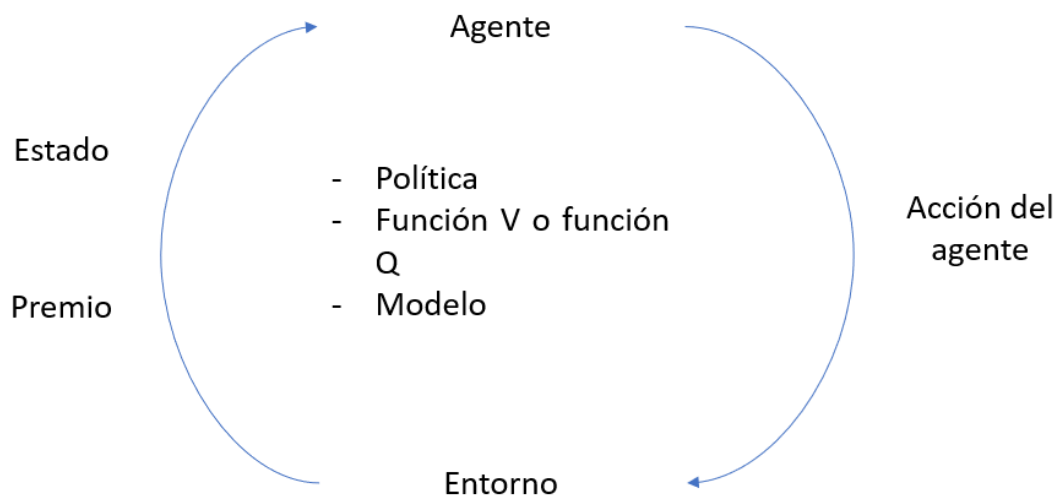 Agente
Estado
- Política
- Función V o función
Q
- Modelo
Premio
Acción del
agente
Entorno